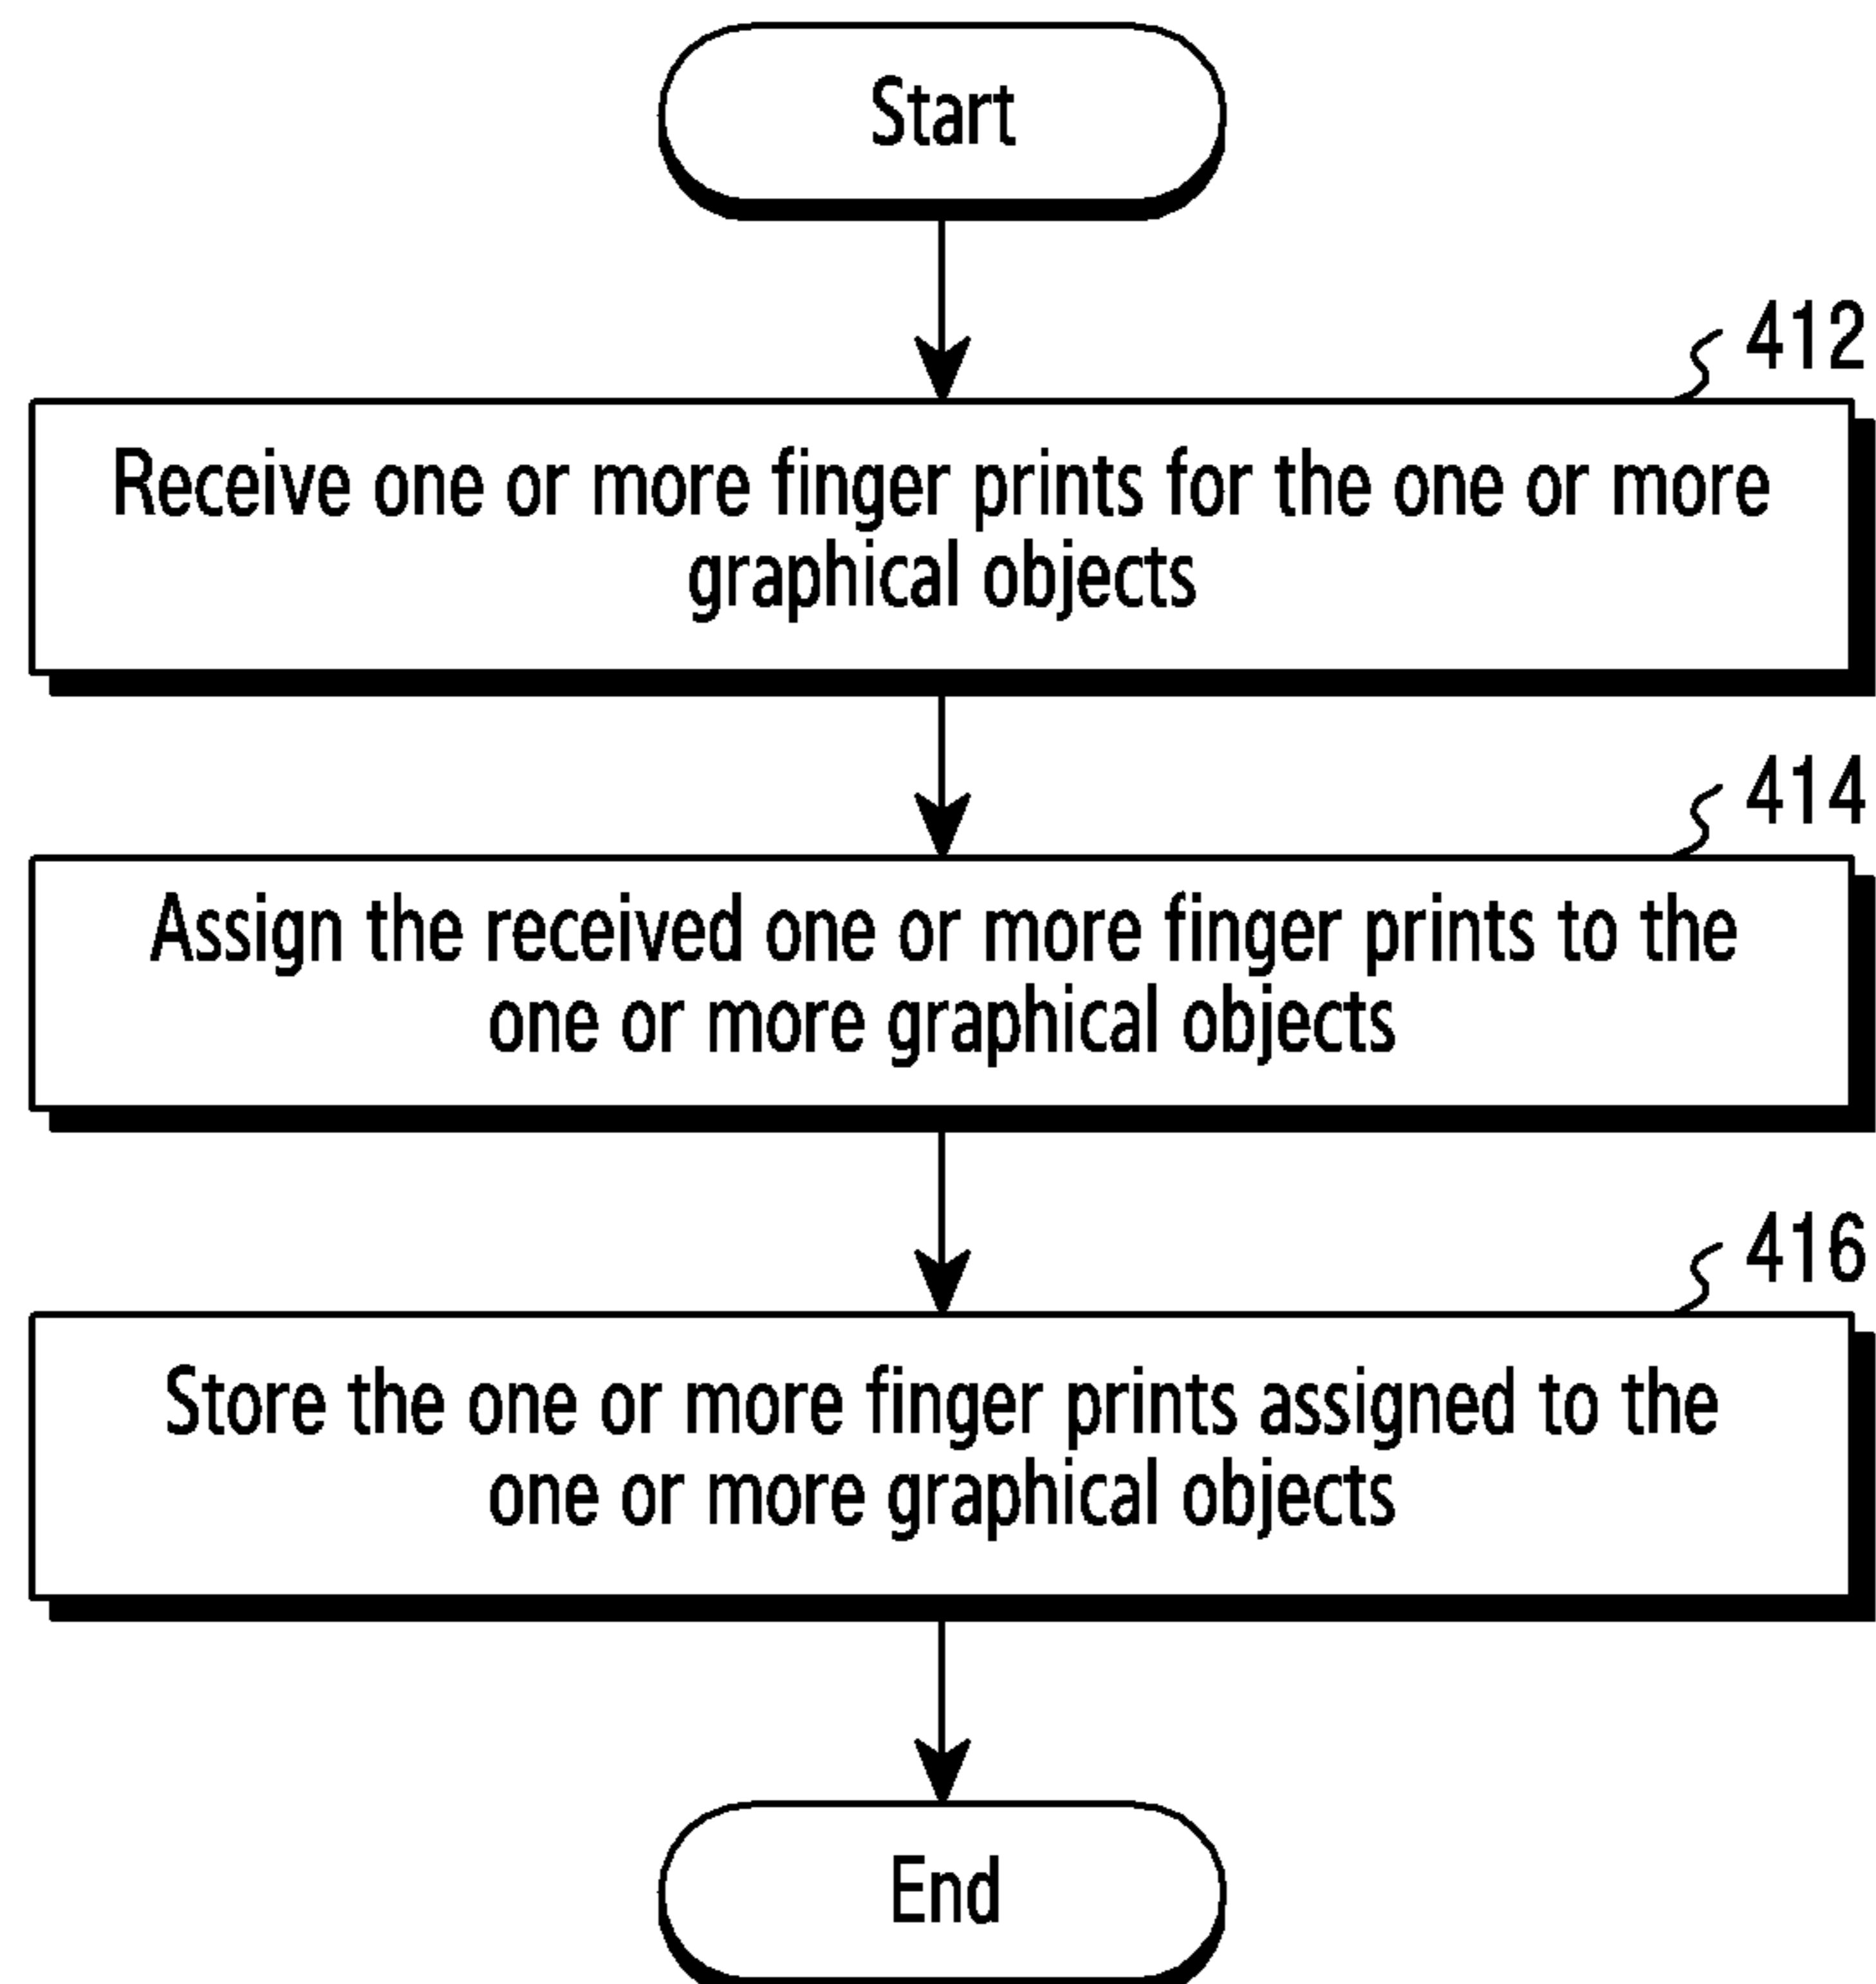 Start
412
Receive one or more finger prints for the one or more
graphical objects
414
Assign the received one or more finger prints to the
one or more graphical objects
416
Store the one or more finger prints assigned to the
one or more graphical objects
End